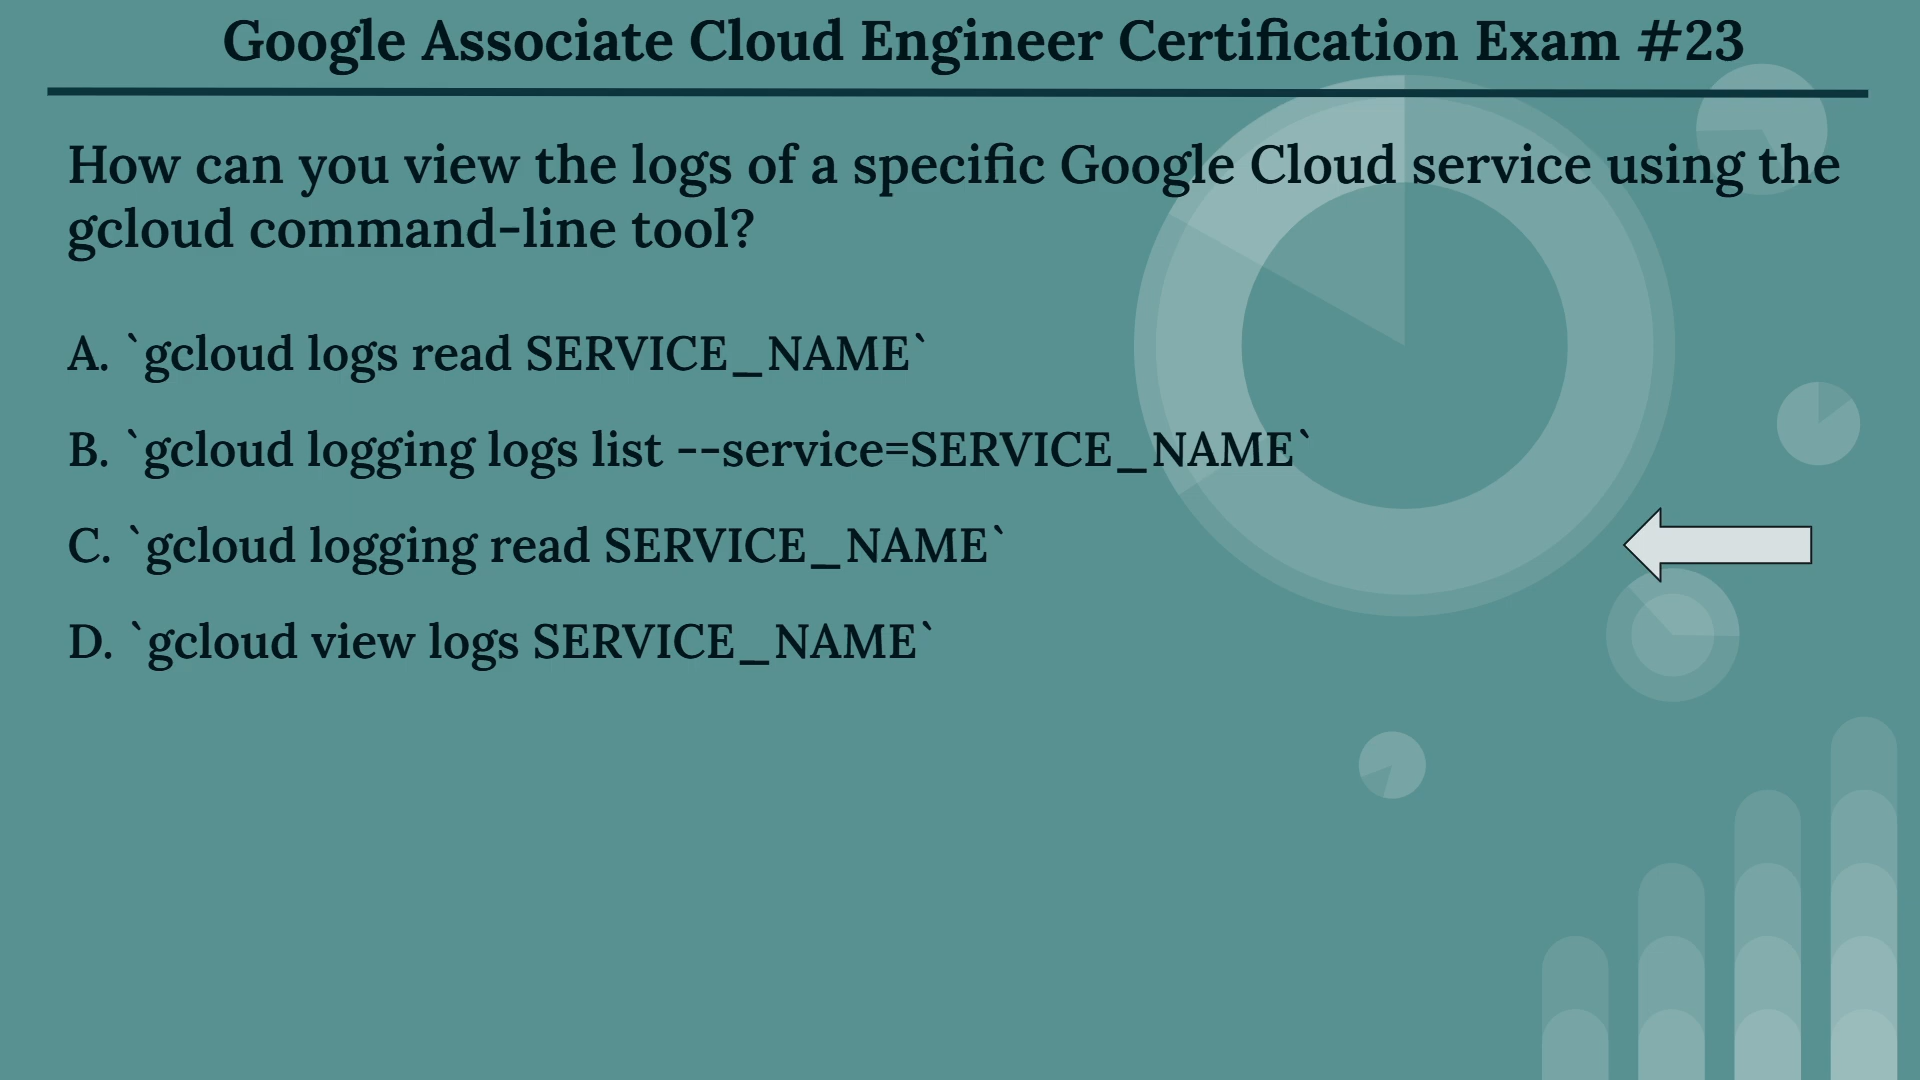 Google Associate Cloud Engineer Certification Exam #23
How can you view the logs of a specific Google Cloud service using the
gcloud command-line tool?
A. `gcloud logs read SERVICE_NAME`
B. `gcloud logging logs list --service=SERVICE_NAME`
C. `gcloud logging read SERVICE_NAME`
D. `gcloud view logs SERVICE_NAME`